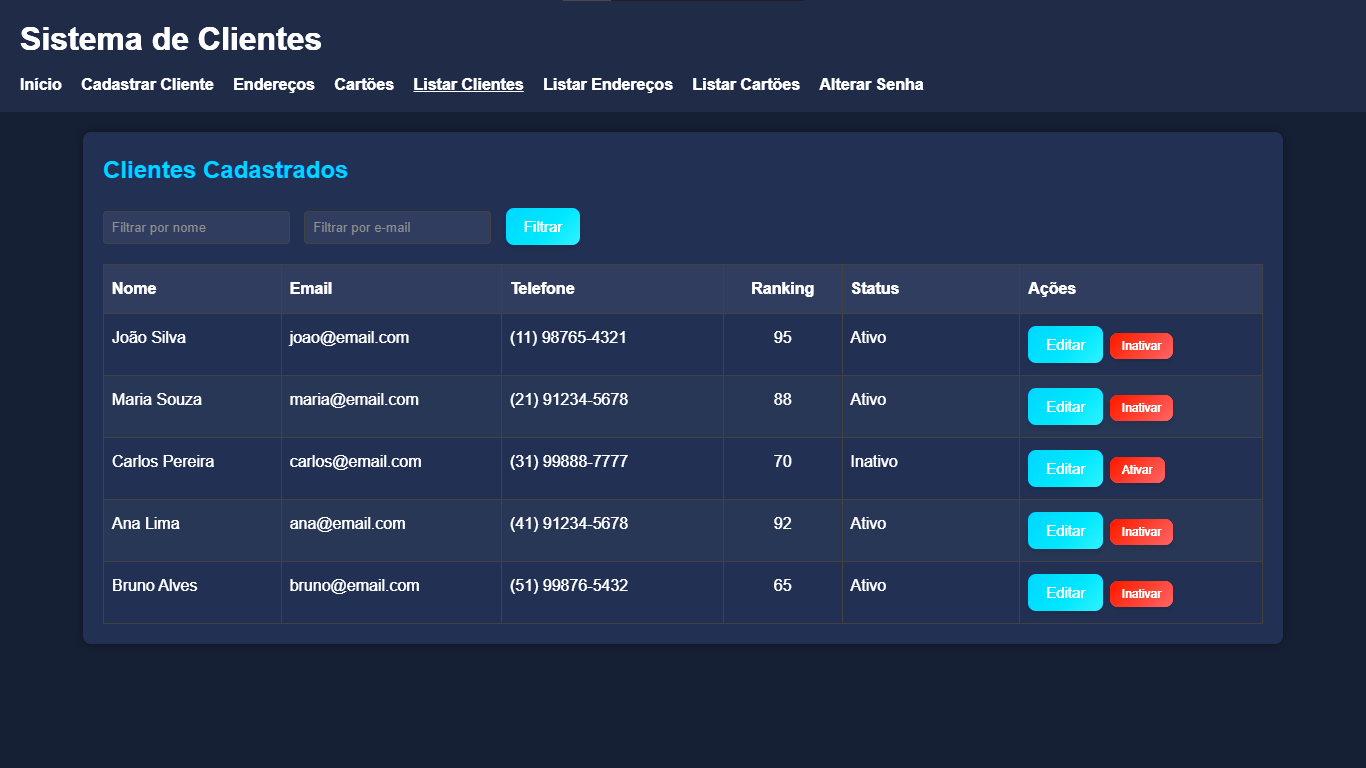 Sistema de Clientes
Início Cadastrar Cliente Endereços Cartões Listar Clientes Listar Endereços Listar Cartões Alterar Senha
Clientes Cadastrados
Filtrar por nome Filtrar por e-mail Filtrar
Nome Email Telefone Ranking Status Ações
João Silva joao@email.com (11) 98765-4321 95 Ativo Editar Inativar
Maria Souza maria@email.com (21) 91234-5678 88 Ativo Editar Inativar
Carlos Pereira carlos@email.com (31) 99888-7777 70 Inativo Editar Ativar
Ana Lima ana@email.com (41) 91234-5678 92 Ativo Editar Inativar
Bruno Alves bruno@email.com (51) 99876-5432 65 Ativo Editar Inativar